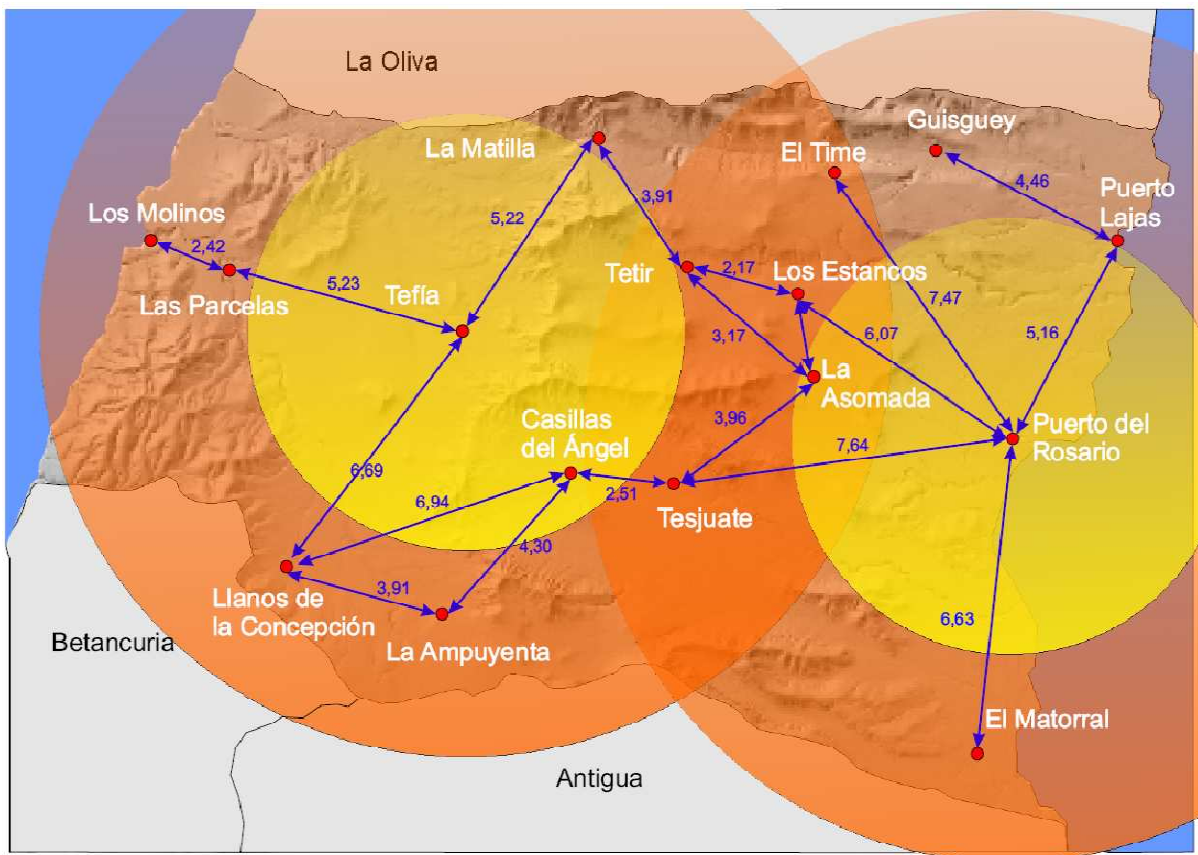 La Oliva
Guisguey
La Matilla
El Time
4,46
Puerto
Lajas
3,91
Los Molinos
5,22
2,42
Tetir
2,17
Los Estancos
Las Parcelas
5,23
Tefía
7,47
3,17
6,07
5,16
La
Asomada
Casillas
del Ángel
3,96
7,64
Puerto del
Rosario
6,69
6,94
2,51
Tesjuate
4,30
3,91
Llanos de
la Concepción
6,63
Betancuria
La Ampuyenta
El Matorral
Antigua